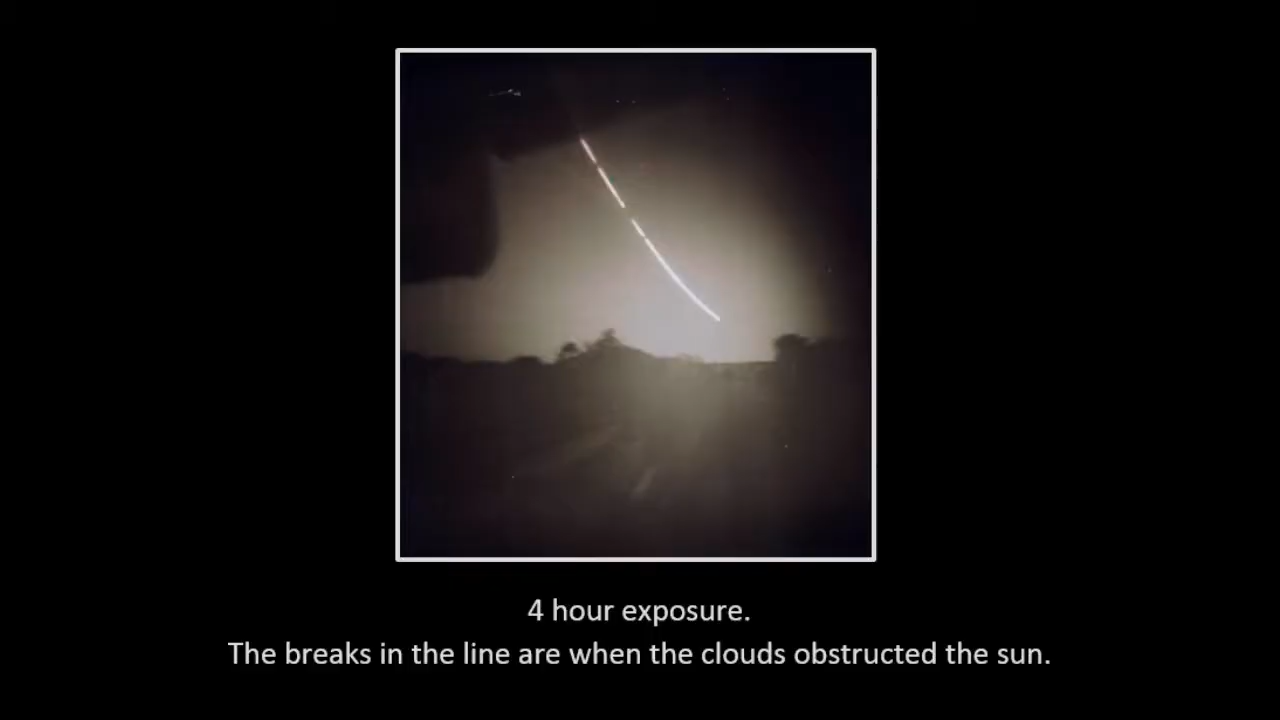 4 hour exposure.
The breaks in the line are when the clouds obstructed the sun.